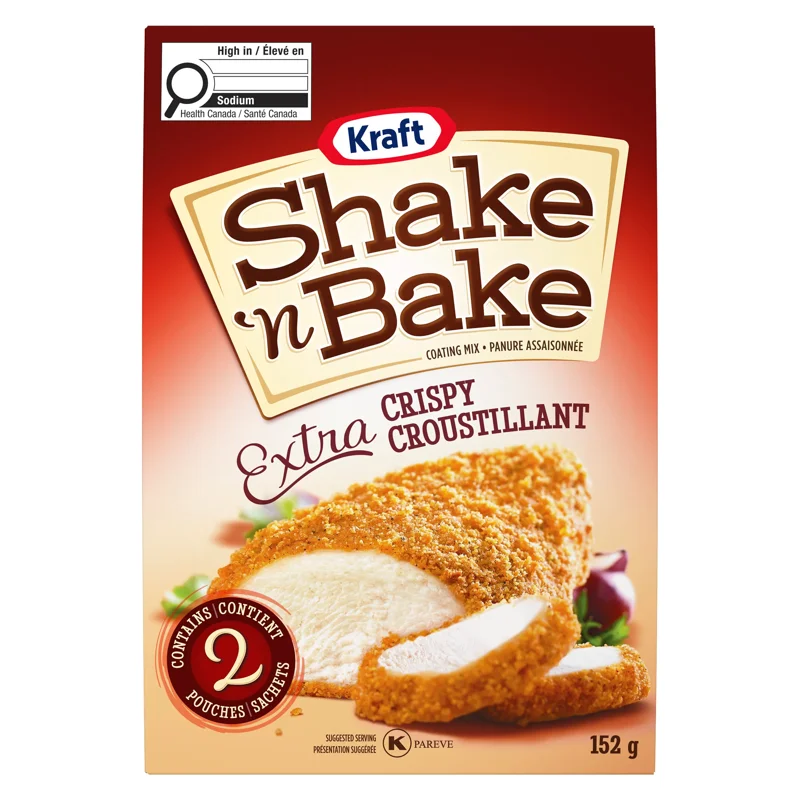 High in / Élevé en
Sodium
Health Canada / Santé Canada
Kraft
Shake
'n Bake
COATING MIX • PANURE ASSAISONNÉE
Extra CRISPY
CROUSTILLANT
CONTAINS | CONTIENT
2
POUCHES | SACHETS
SUGGESTED SERVING
PRÉSENTATION SUGGÉRÉE
K PAREVE
152 g